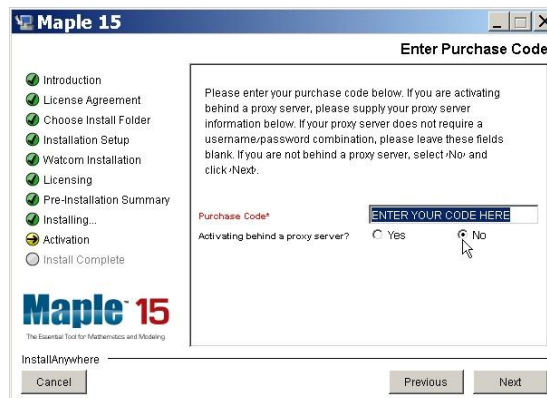 Maple 15
Enter Purchase Code
Introduction
License Agreement
Choose Install Folder
Installation Setup
Watcom Installation
Licensing
Pre-Installation Summary
Installing...
Activation
Install Complete
Please enter your purchase code below. If you are activating
behind a proxy server, please supply your proxy server
information below. If your proxy server does not require a
username/password combination, please leave these fields
blank. If you are not behind a proxy server, select ‹No› and
click ‹Next›.
Purchase Code*
ENTER YOUR CODE HERE
Activating behind a proxy server? Yes No
Maple™ 15
The Essential Tool for Mathematics and Modeling
InstallAnywhere
Cancel Previous Next